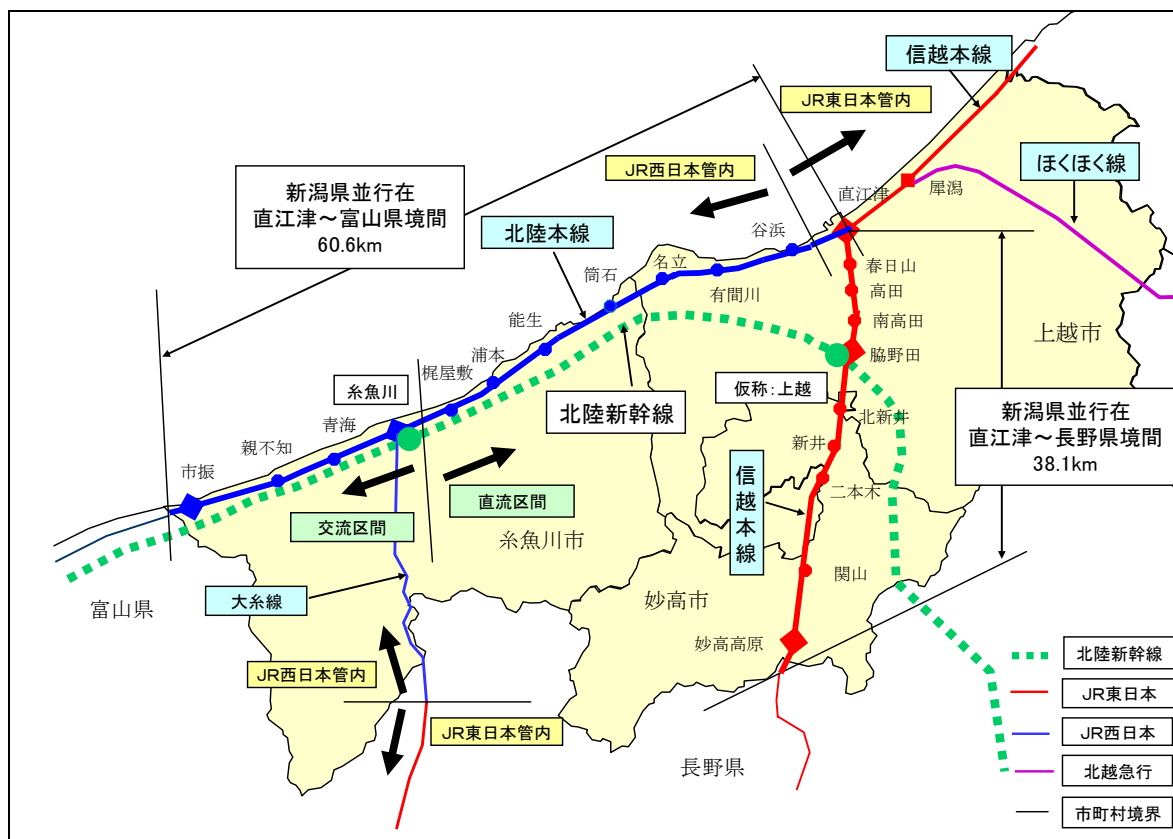 信越本線
JR東日本管内
ほくほく線
JR西日本管内
新潟県並行在
直江津～富山県境間
60.6km
直江津
犀潟
北陸本線
谷浜
春日山
名立
筒石
有間川
高田
能生
南高田
上越市
浦本
脇野田
梶屋敷
糸魚川
仮称：上越
北陸新幹線
北新井
新潟県並行在
直江津～長野県境間
38.1km
青海
新井
親不知
市振
二本木
直流区間
信越本線
交流区間
糸魚川市
関山
大糸線
妙高市
富山県
妙高高原
北陸新幹線
JR西日本管内
JR東日本
JR東日本管内
JR西日本
長野県
北越急行
市町村境界